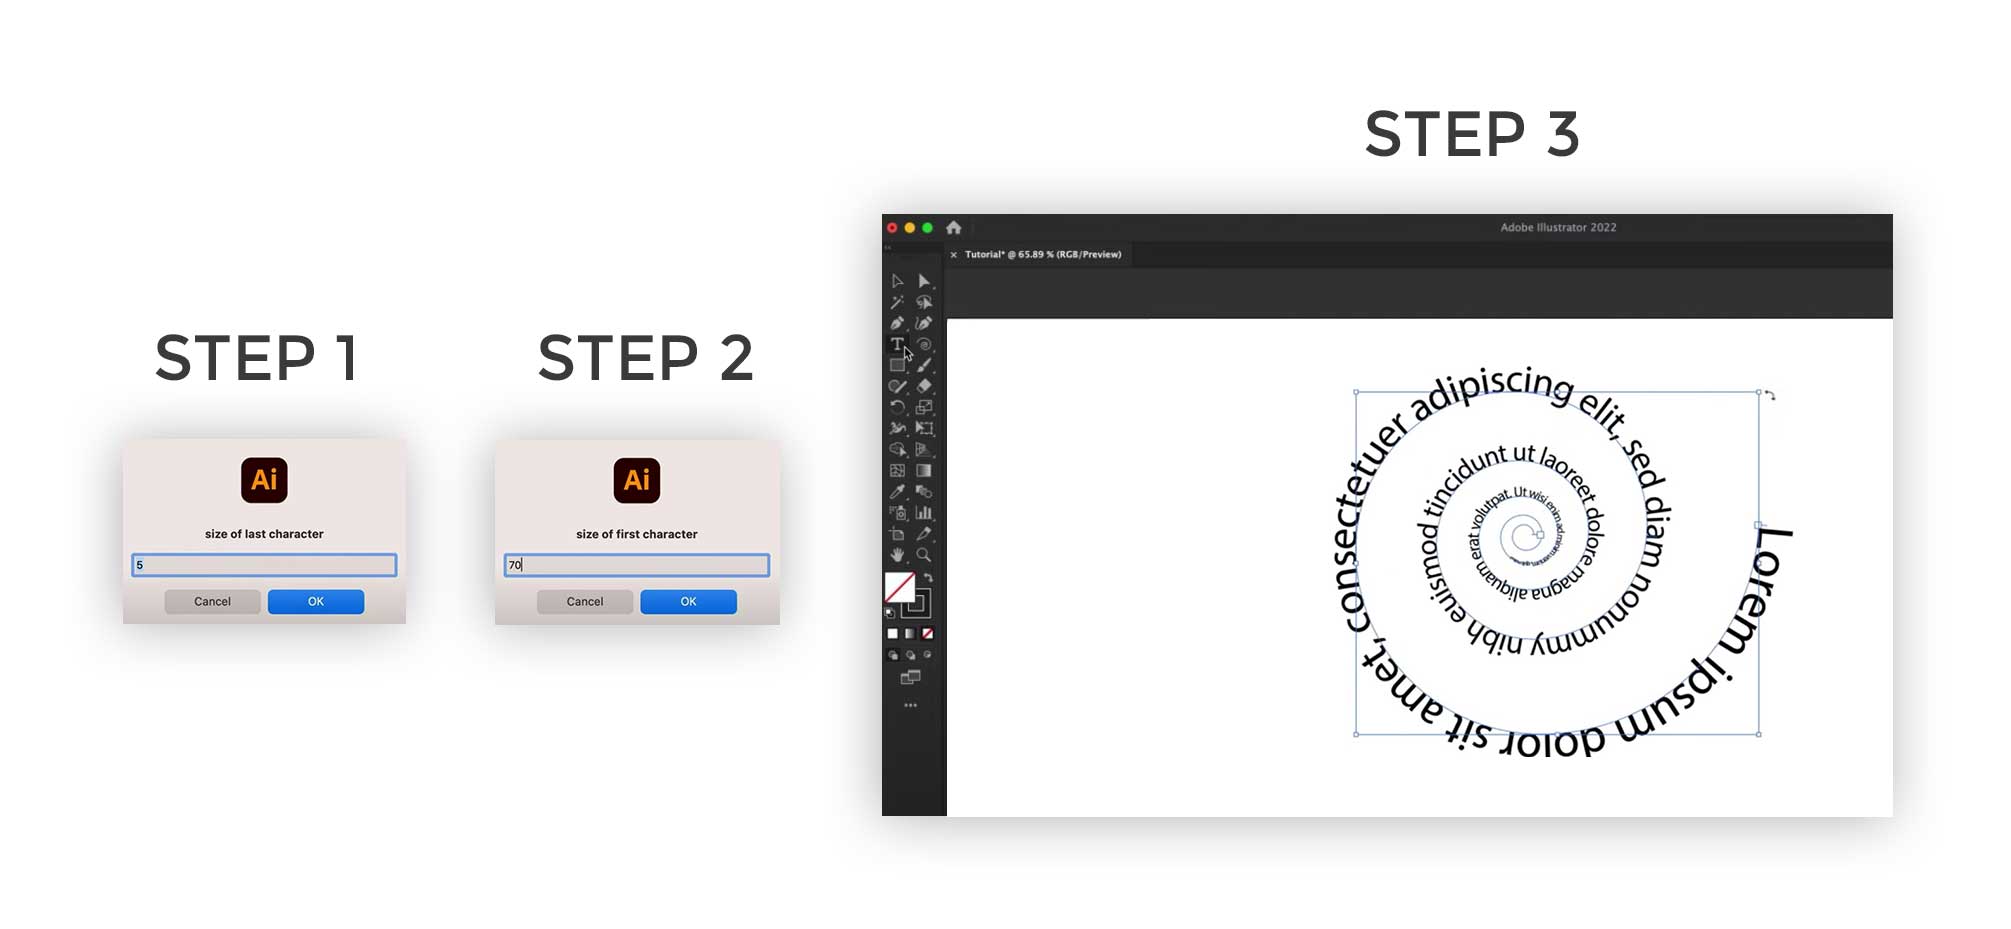 STEP 1
Ai
size of last character
5
Cancel OK
STEP 2
Ai
size of first character
70
Cancel OK
STEP 3
Adobe Illustrator 2022
× Tutorial* @ 65.89 % (RGB/Preview)
T
Lorem ipsum dolor sit amet, consectetuer adipiscing elit, sed diam nonummy nibh euismod tincidunt ut laoreet dolore magna aliquam erat volutpat. Ut wisi enim ad minim veniam,